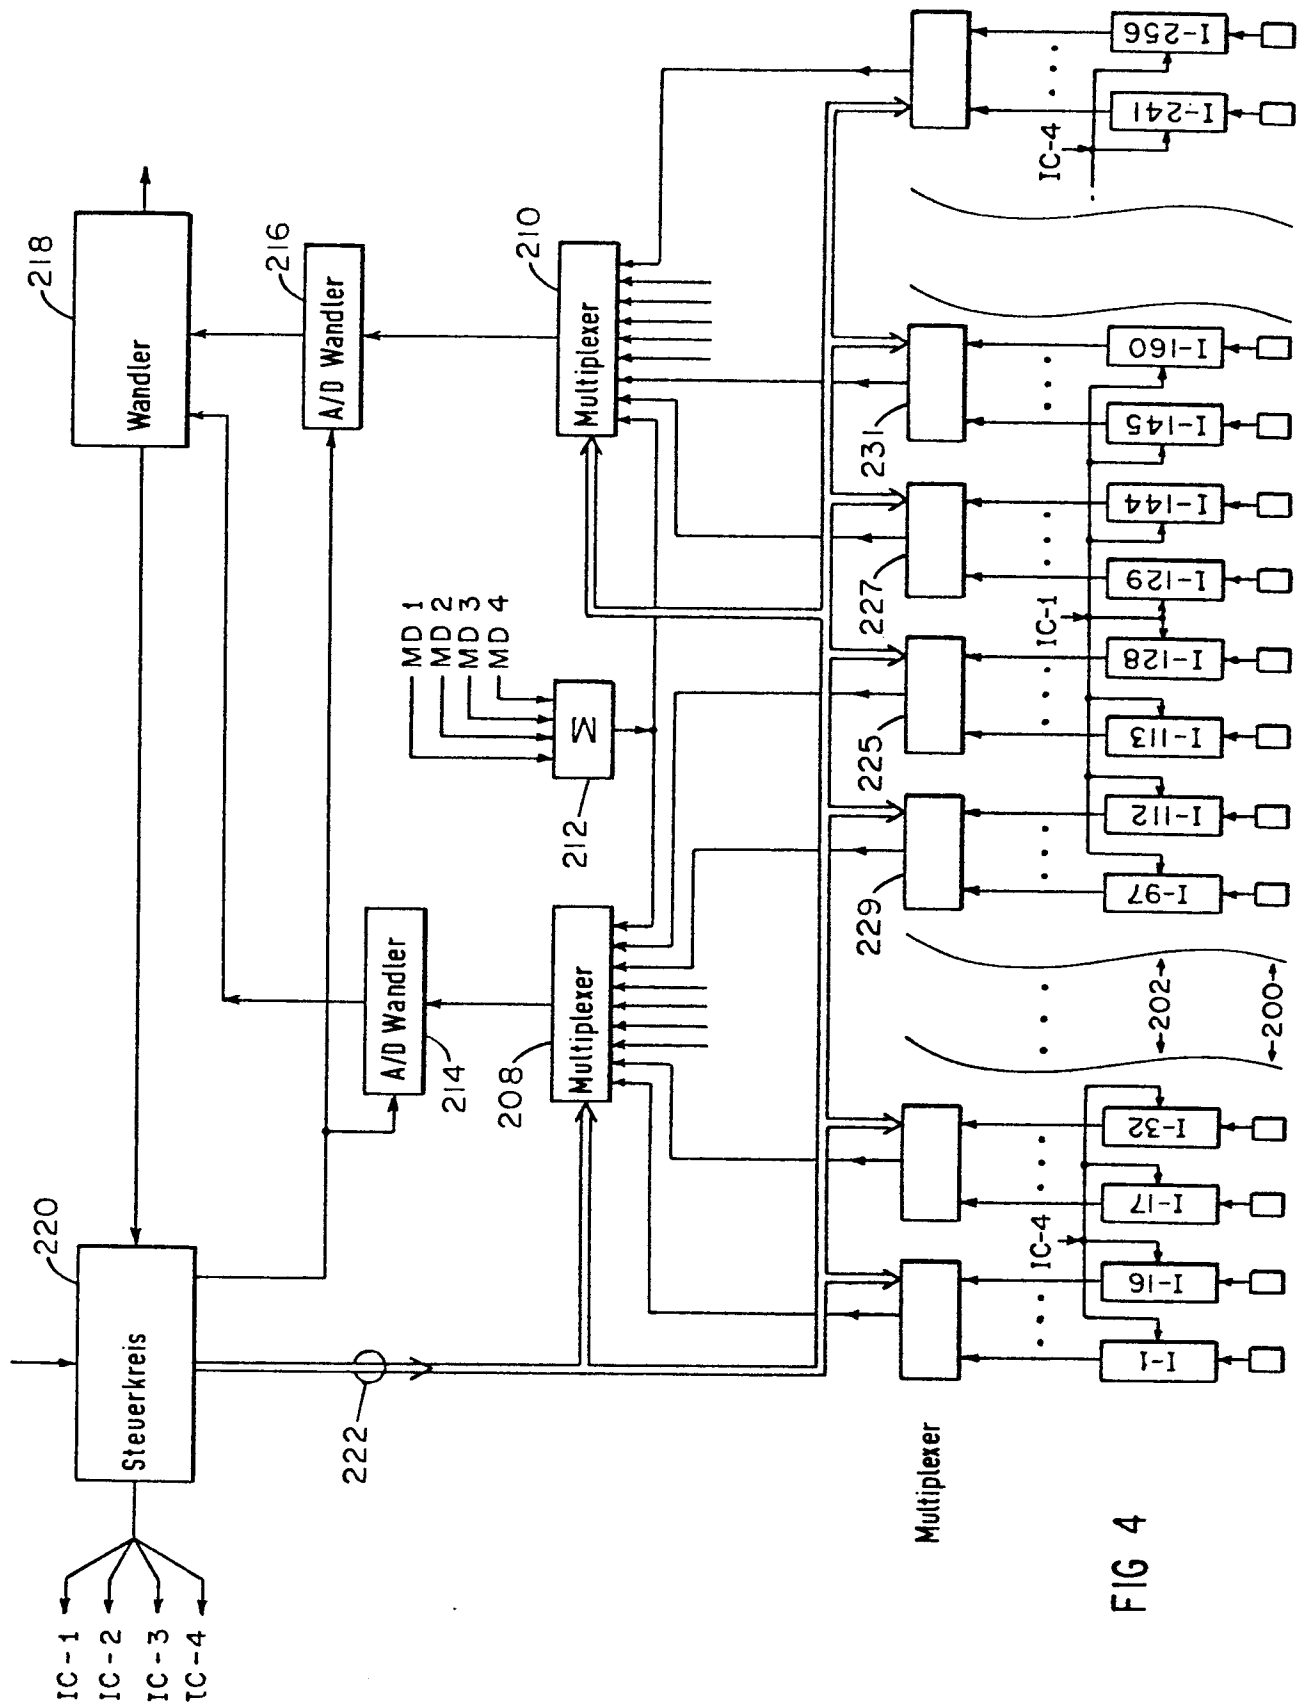 IC-1
IC-2
IC-3
IC-4
Steuerkreis
220
222
Wandler
218
A/D Wandler
214
A/D Wandler
216
Multiplexer
208
Multiplexer
210
Σ
212
MD 1
MD 2
MD 3
MD 4
Multiplexer
229
225
227
231
IC-4
IC-1
IC-4
I-1
I-16
I-17
I-32
202
200
I-97
I-112
I-113
I-128
I-129
I-144
I-145
I-160
I-241
I-256
FIG 4